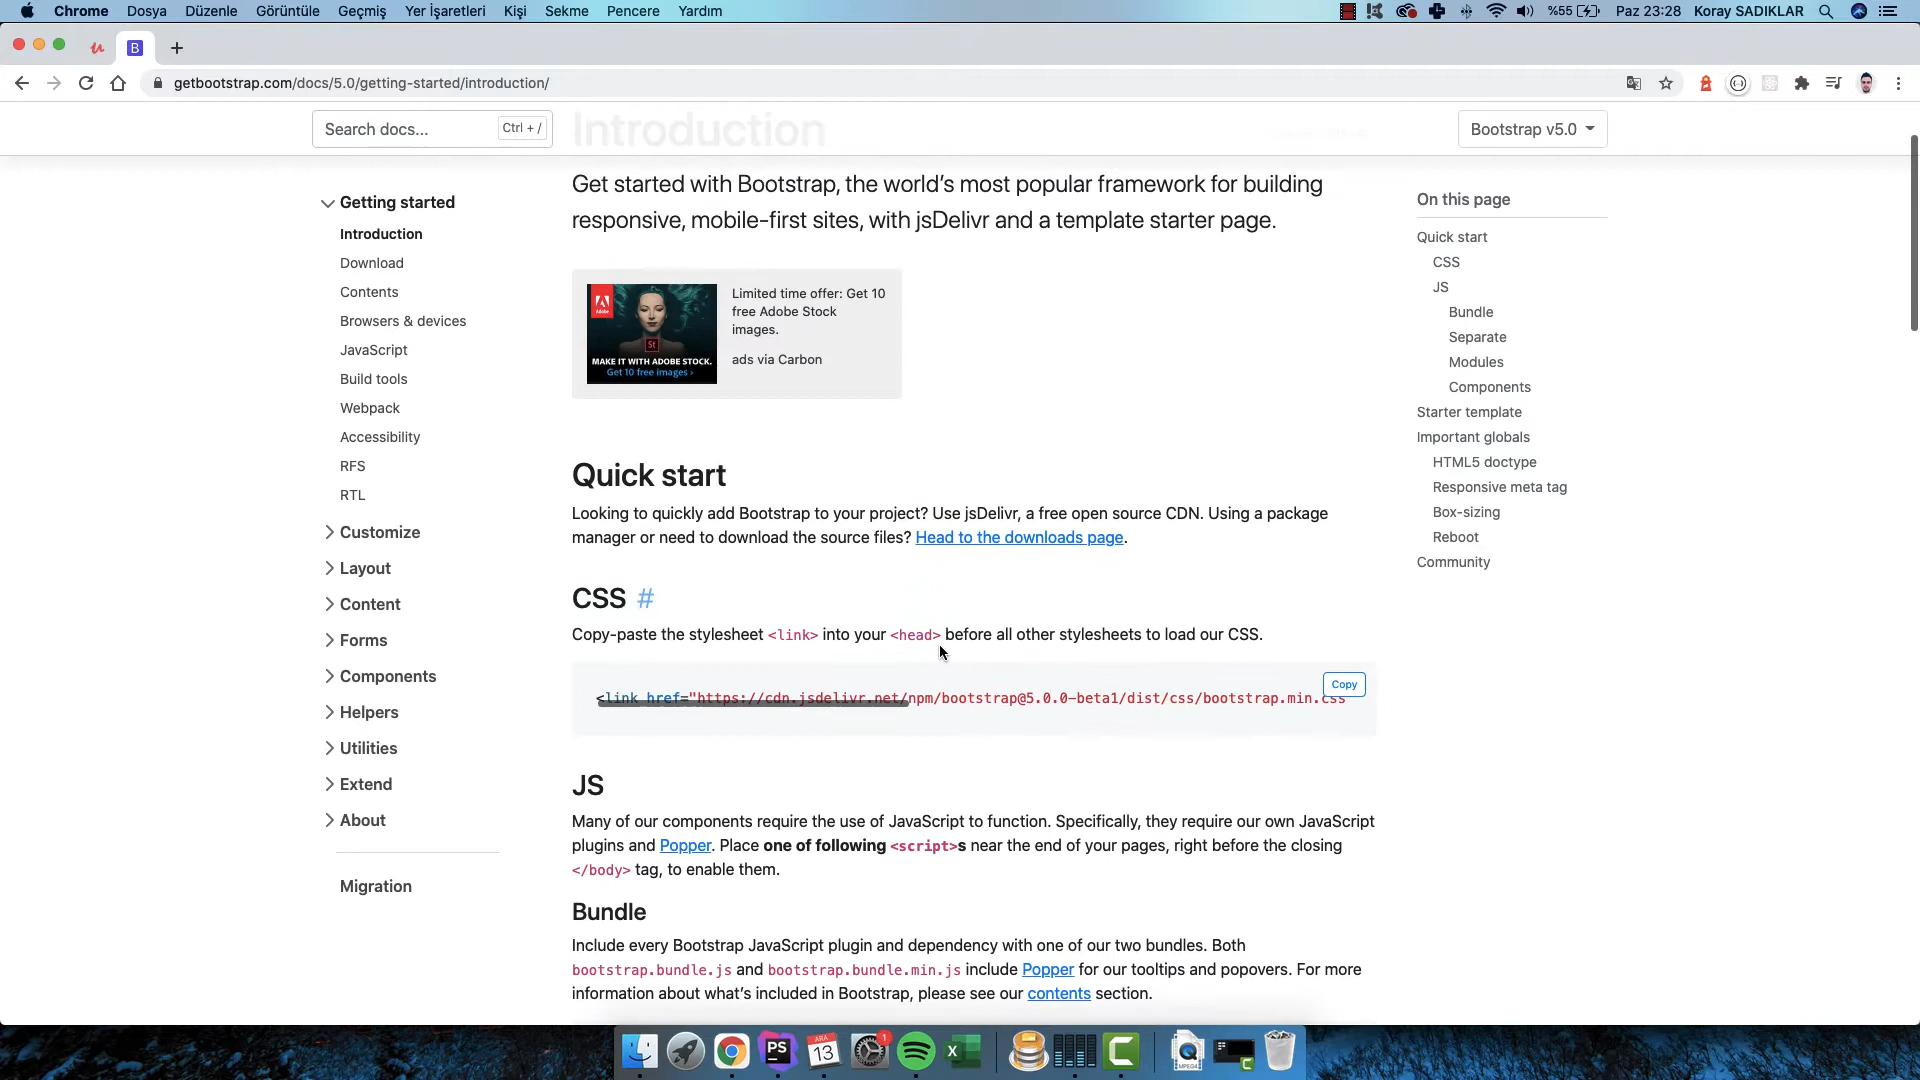 Chrome Dosya Düzenle Görüntüle Geçmiş Yer İşaretleri Kişi Sekme Pencere Yardım %55 Paz 23:28 Koray SADIKLAR
getbootstrap.com/docs/5.0/getting-started/introduction/
Search docs... Ctrl + /
Introduction
Bootstrap v5.0
Getting started
Introduction
Download
Contents
Browsers & devices
JavaScript
Build tools
Webpack
Accessibility
RFS
RTL
Customize
Layout
Content
Forms
Components
Helpers
Utilities
Extend
About
Migration
Get started with Bootstrap, the world’s most popular framework for building
responsive, mobile-first sites, with jsDelivr and a template starter page.
Adobe
St
MAKE IT WITH ADOBE STOCK.
Get 10 free images ›
Limited time offer: Get 10
free Adobe Stock
images.
ads via Carbon
Quick start
Looking to quickly add Bootstrap to your project? Use jsDelivr, a free open source CDN. Using a package
manager or need to download the source files? Head to the downloads page.
CSS #
Copy-paste the stylesheet <link> into your <head> before all other stylesheets to load our CSS.
Copy
<link href="https://cdn.jsdelivr.net/npm/bootstrap@5.0.0-beta1/dist/css/bootstrap.min.css
JS
Many of our components require the use of JavaScript to function. Specifically, they require our own JavaScript
plugins and Popper. Place one of following <script>s near the end of your pages, right before the closing
</body> tag, to enable them.
Bundle
Include every Bootstrap JavaScript plugin and dependency with one of our two bundles. Both
bootstrap.bundle.js and bootstrap.bundle.min.js include Popper for our tooltips and popovers. For more
information about what’s included in Bootstrap, please see our contents section.
On this page
Quick start
CSS
JS
Bundle
Separate
Modules
Components
Starter template
Important globals
HTML5 doctype
Responsive meta tag
Box-sizing
Reboot
Community
PS
ARA
13
1
MPEG4